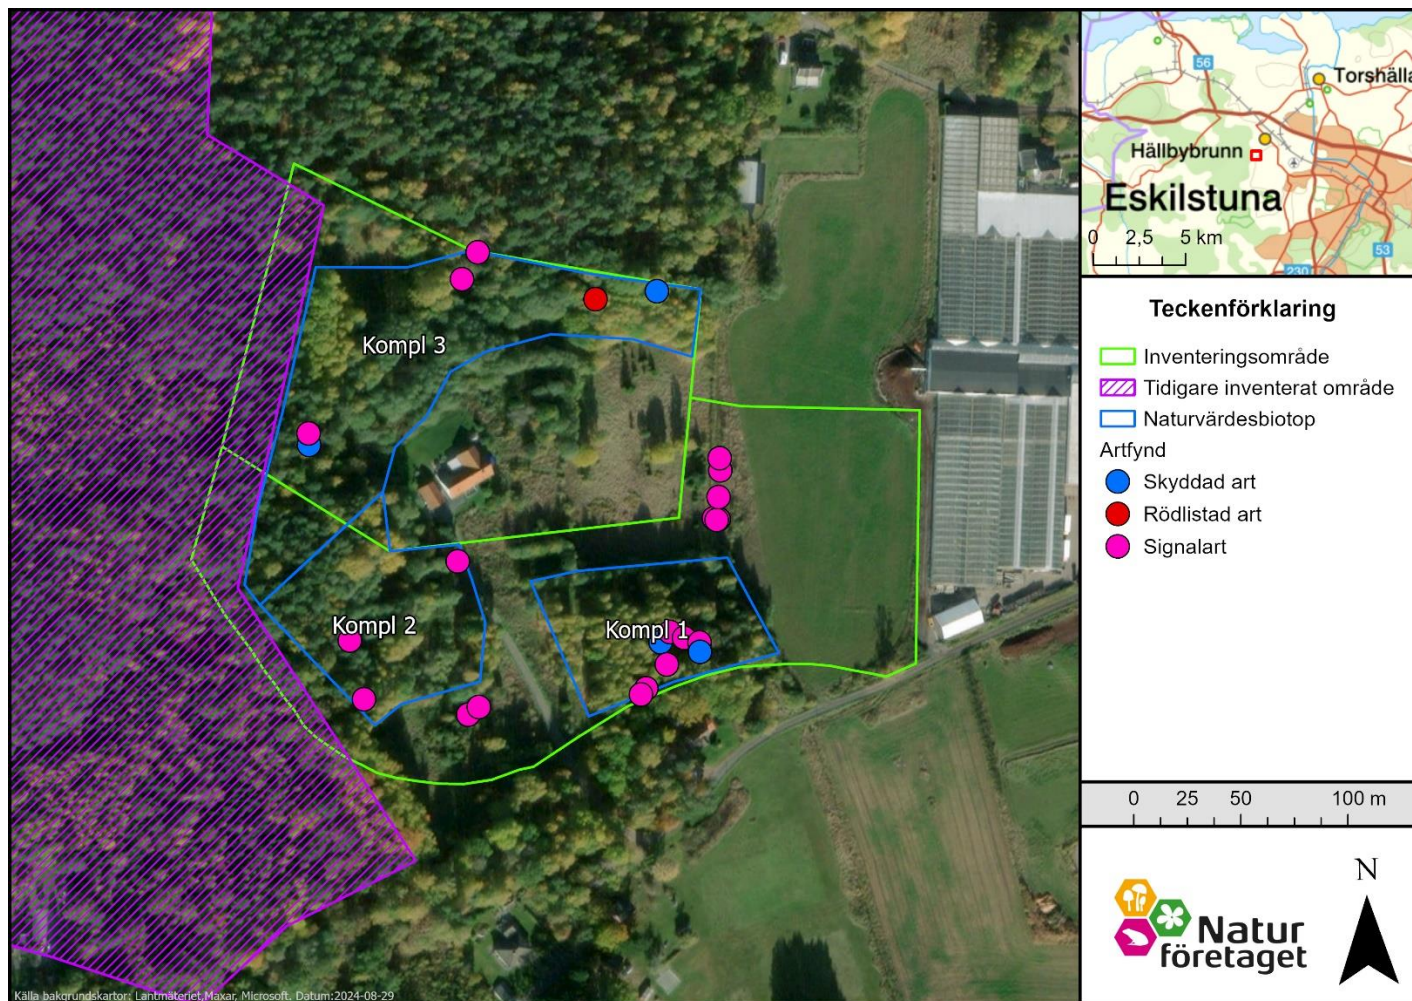 Kompl 3
Kompl 2
Kompl 1
Källa bakgrundskartor: Lantmäteriet, Maxar, Microsoft. Datum:2024-08-29
56
Torshälla
Hällbybrunn
Eskilstuna
0 2,5 5 km
53
230
Teckenförklaring
Inventeringsområde
Tidigare inventerat område
Naturvärdesbiotop
Artfynd
Skyddad art
Rödlistad art
Signalart
0 25 50 100 m
N
Natur
företaget